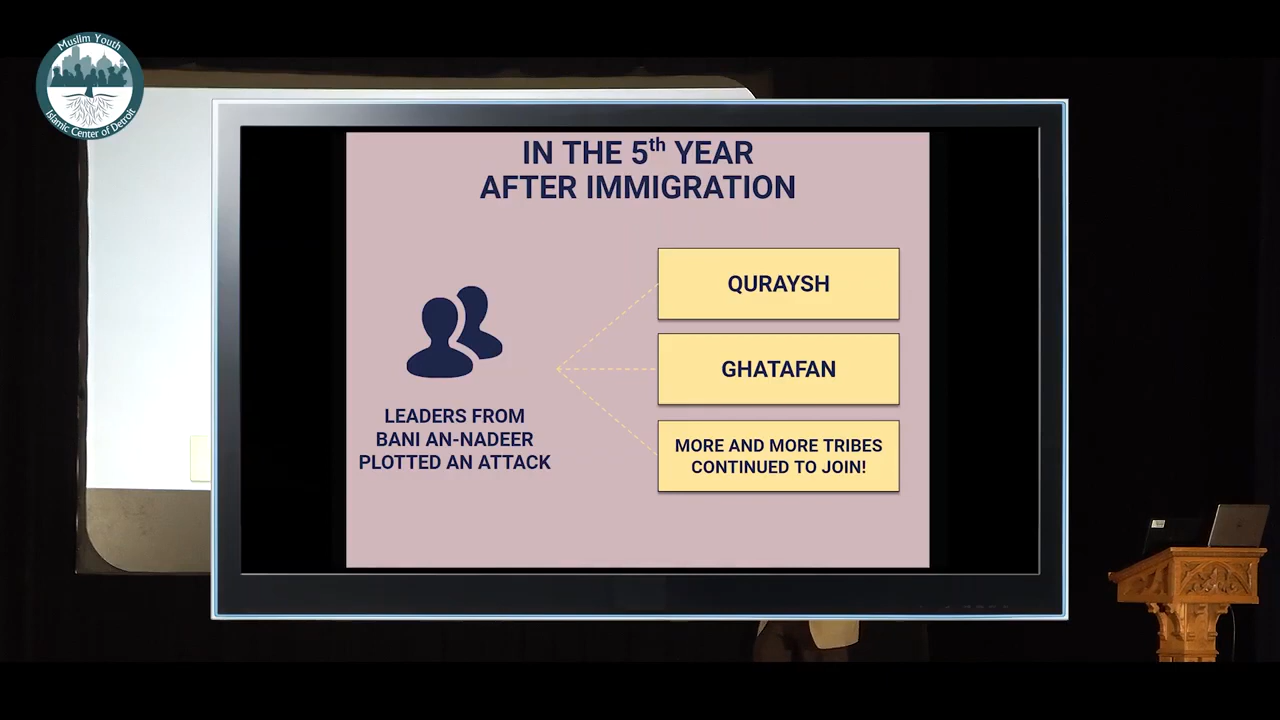 Muslim Youth
Islamic Center of Detroit
IN THE 5th YEAR
AFTER IMMIGRATION
LEADERS FROM
BANI AN-NADEER
PLOTTED AN ATTACK
QURAYSH
GHATAFAN
MORE AND MORE TRIBES
CONTINUED TO JOIN!